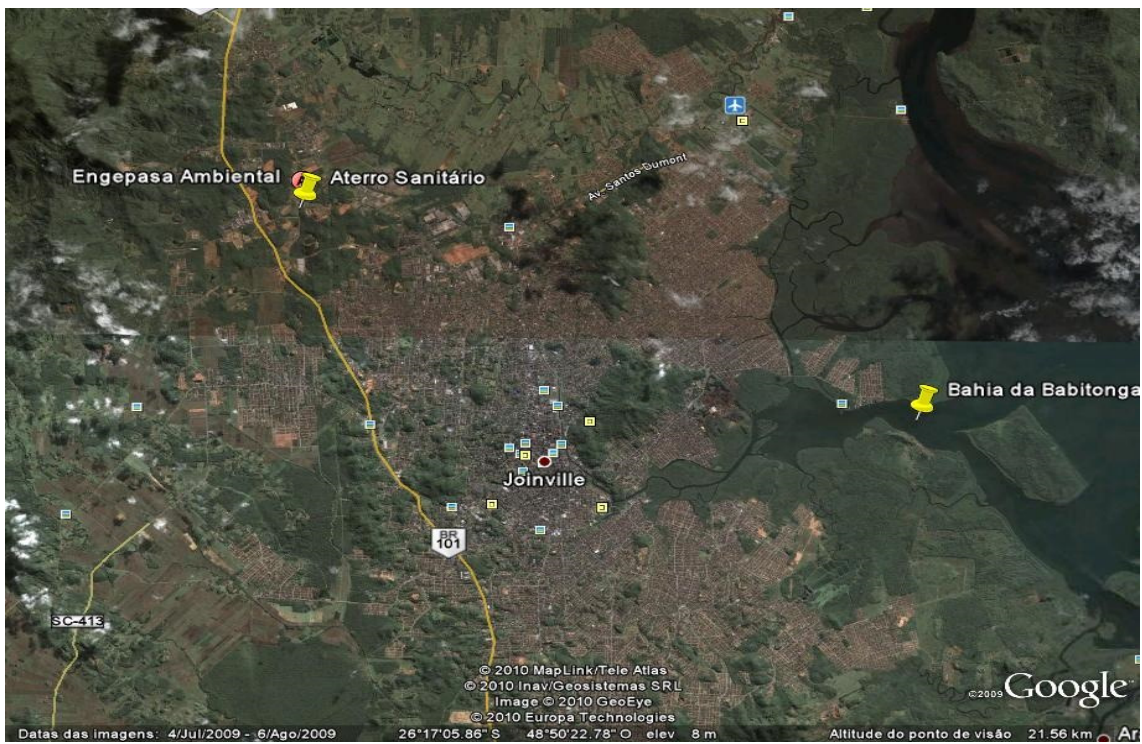 Engepasa Ambiental
Aterro Sanitário
Av. Santos Dumont
Bahia da Babitonga
Joinville
BR
101
SC-413
© 2010 MapLink/Tele Atlas
© 2010 Inav/Geosistemas SRL
Image © 2010 GeoEye
© 2010 Europa Technologies
©2009 Google™
Datas das imagens: 4/Jul/2009 - 6/Ago/2009 26°17'05.86" S 48°50'22.78" O elev 8 m Altitude do ponto de visão 21.56 km